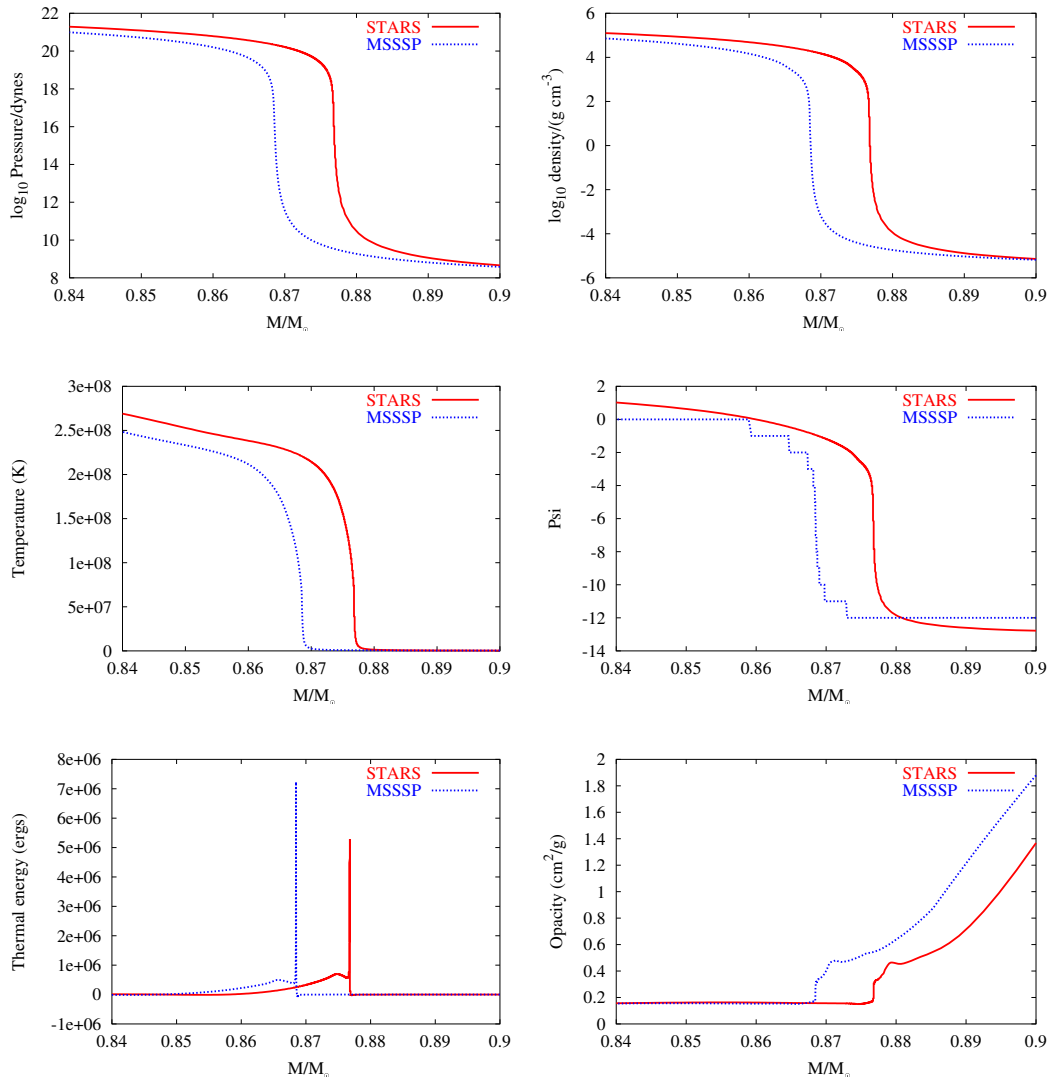 22
20
18
16
14
12
10
8
0.84 0.85 0.86 0.87 0.88 0.89 0.9
log10 Pressure/dynes
M/M☉
STARS
MSSSP
6
4
2
0
-2
-4
-6
0.84 0.85 0.86 0.87 0.88 0.89 0.9
log10 density/(g cm-3)
M/M☉
STARS
MSSSP
3e+08
2.5e+08
2e+08
1.5e+08
1e+08
5e+07
0
0.84 0.85 0.86 0.87 0.88 0.89 0.9
Temperature (K)
M/M☉
STARS
MSSSP
2
0
-2
-4
-6
-8
-10
-12
-14
0.84 0.85 0.86 0.87 0.88 0.89 0.9
Psi
M/M☉
STARS
MSSSP
8e+06
7e+06
6e+06
5e+06
4e+06
3e+06
2e+06
1e+06
0
-1e+06
0.84 0.85 0.86 0.87 0.88 0.89 0.9
Thermal energy (ergs)
M/M☉
STARS
MSSSP
2
1.8
1.6
1.4
1.2
1
0.8
0.6
0.4
0.2
0
0.84 0.85 0.86 0.87 0.88 0.89 0.9
Opacity (cm2/g)
M/M☉
STARS
MSSSP